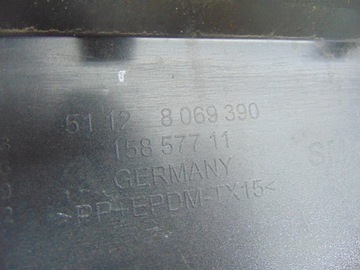 51.12 8 069 390
158 577 11
GERMANY
>PP+EPDM-TX15<